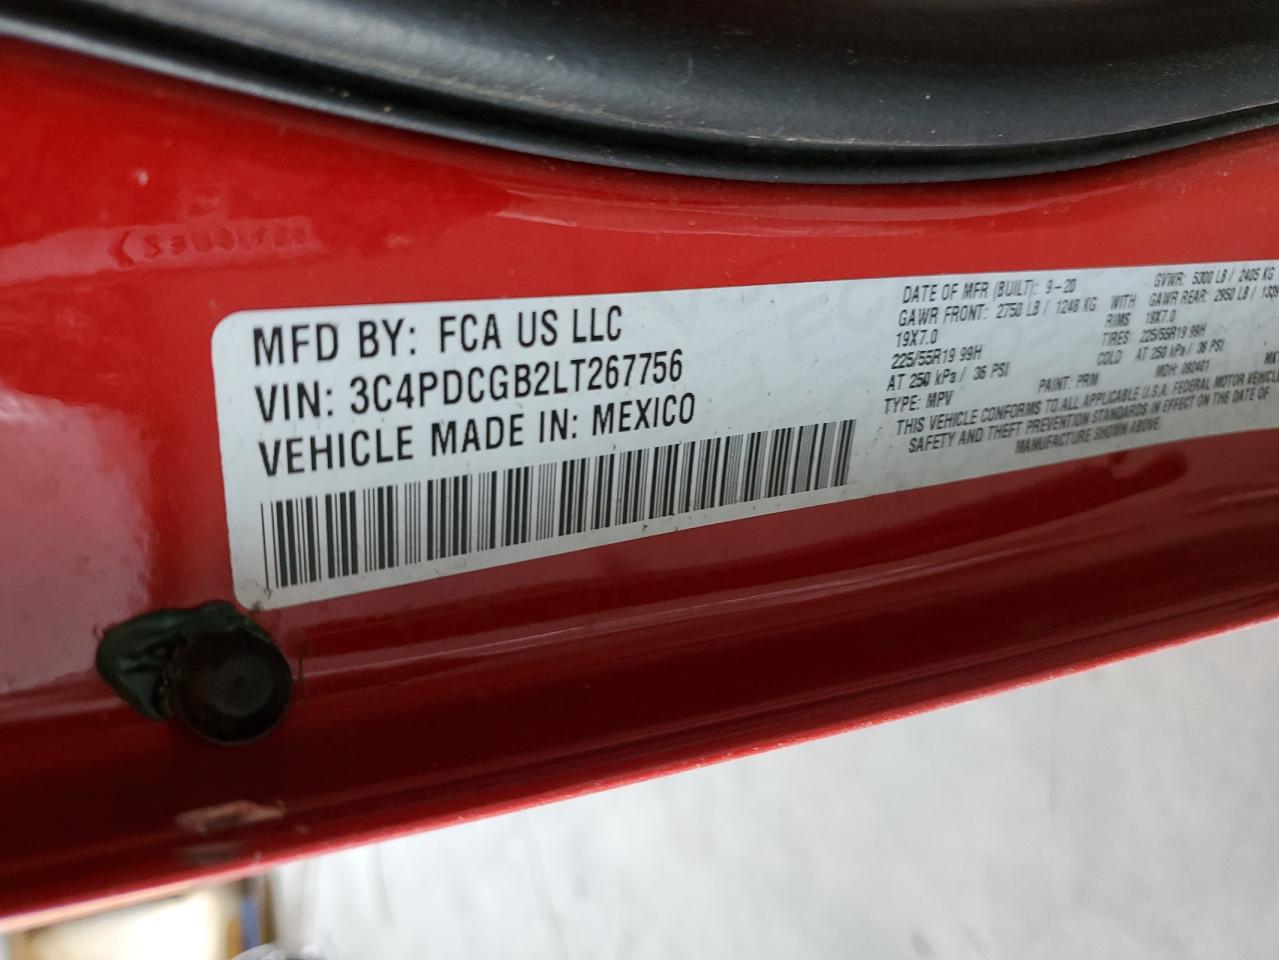 MFD BY: FCA US LLC
VIN: 3C4PDCGB2LT267756
VEHICLE MADE IN: MEXICO
DATE OF MFR (BUILT): 9-20 GVWR: 5300 LB / 2405 KG
GAWR FRONT: 2750 LB / 1248 KG WITH GAWR REAR: 2950 LB /
19X7.0 RIMS 19X7.0
225/55R19 99H TIRES 225/55R19 99H
AT 250 kPa / 36 PSI COLD AT 250 kPa / 36 PSI
TYPE: MPV PAINT: PRM MDH:
THIS VEHICLE CONFORMS TO ALL APPLICABLE U.S.A. FEDERAL MOTOR VEHICLE
SAFETY AND THEFT PREVENTION STANDARDS IN EFFECT ON THE DATE OF
MANUFACTURE SHOWN ABOVE.